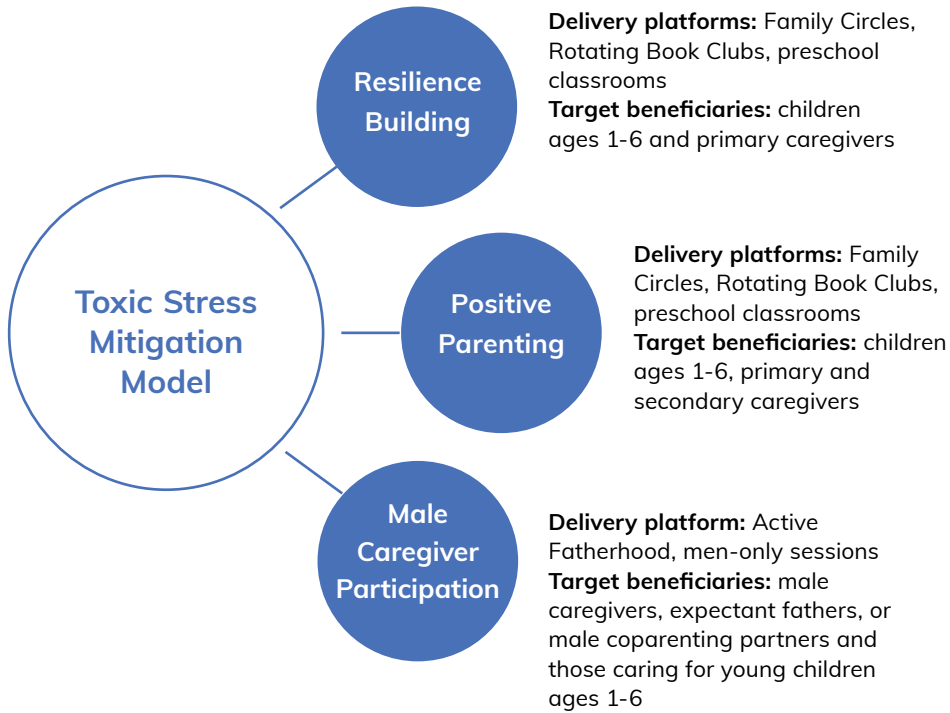 Toxic Stress
Mitigation
Model
Resilience
Building
Delivery platforms: Family Circles,
Rotating Book Clubs, preschool
classrooms
Target beneficiaries: children
ages 1-6 and primary caregivers
Positive
Parenting
Delivery platforms: Family
Circles, Rotating Book Clubs,
preschool classrooms
Target beneficiaries: children
ages 1-6, primary and
secondary caregivers
Male
Caregiver
Participation
Delivery platform: Active
Fatherhood, men-only sessions
Target beneficiaries: male
caregivers, expectant fathers, or
male coparenting partners and
those caring for young children
ages 1-6